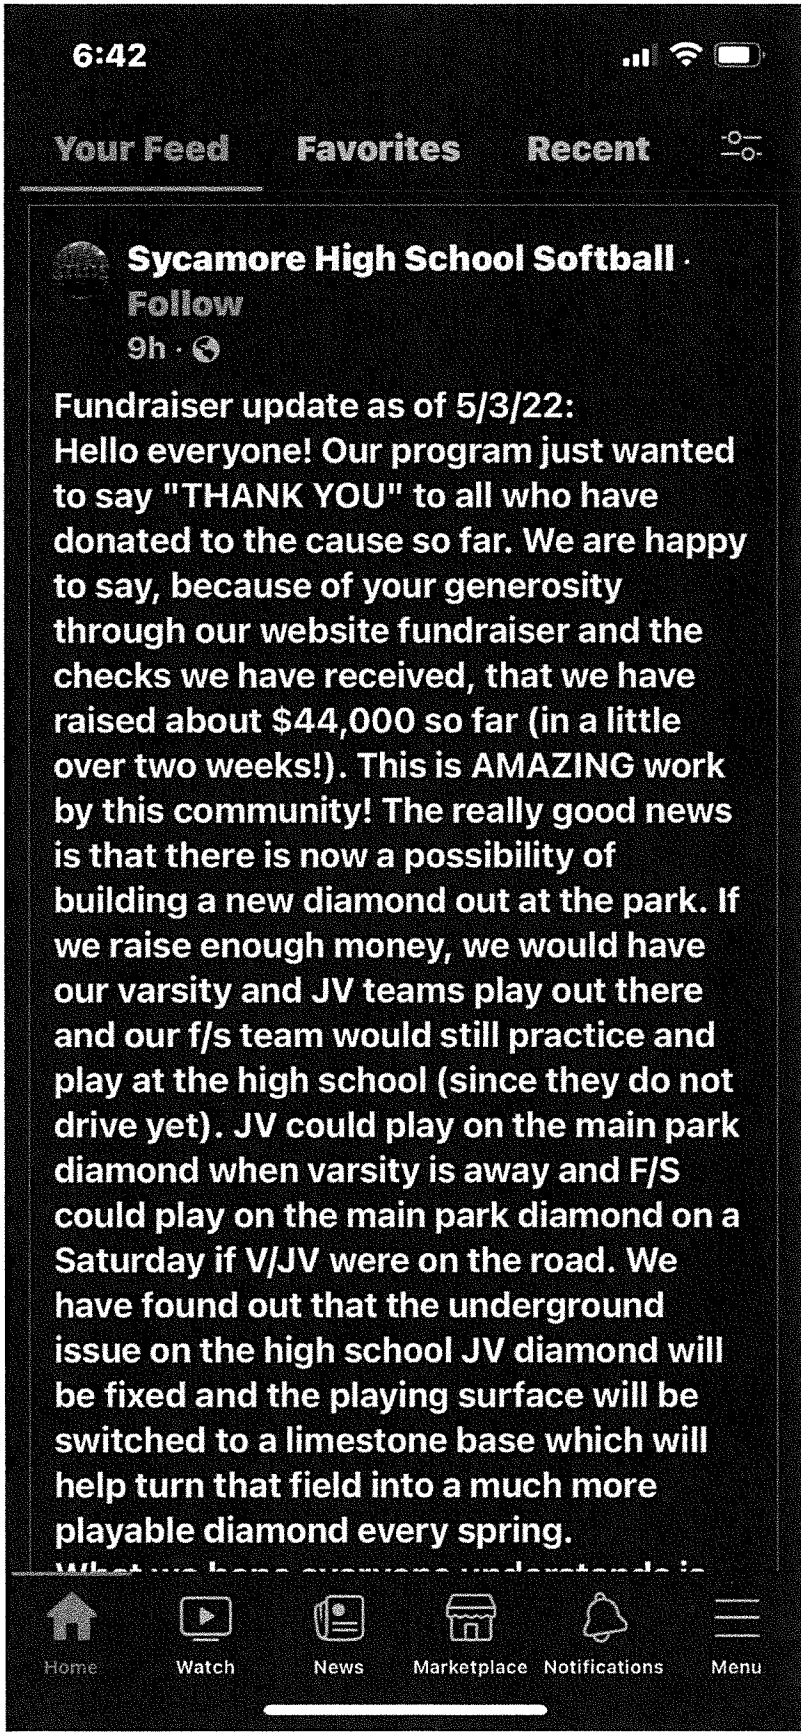 6:42
Your Feed Favorites Recent
Sycamore High School Softball ·
Follow
9h ·
Fundraiser update as of 5/3/22:
Hello everyone! Our program just wanted
to say "THANK YOU" to all who have
donated to the cause so far. We are happy
to say, because of your generosity
through our website fundraiser and the
checks we have received, that we have
raised about $44,000 so far (in a little
over two weeks!). This is AMAZING work
by this community! The really good news
is that there is now a possibility of
building a new diamond out at the park. If
we raise enough money, we would have
our varsity and JV teams play out there
and our f/s team would still practice and
play at the high school (since they do not
drive yet). JV could play on the main park
diamond when varsity is away and F/S
could play on the main park diamond on a
Saturday if V/JV were on the road. We
have found out that the underground
issue on the high school JV diamond will
be fixed and the playing surface will be
switched to a limestone base which will
help turn that field into a much more
playable diamond every spring.
What we hope everyone understands is
Home Watch News Marketplace Notifications Menu